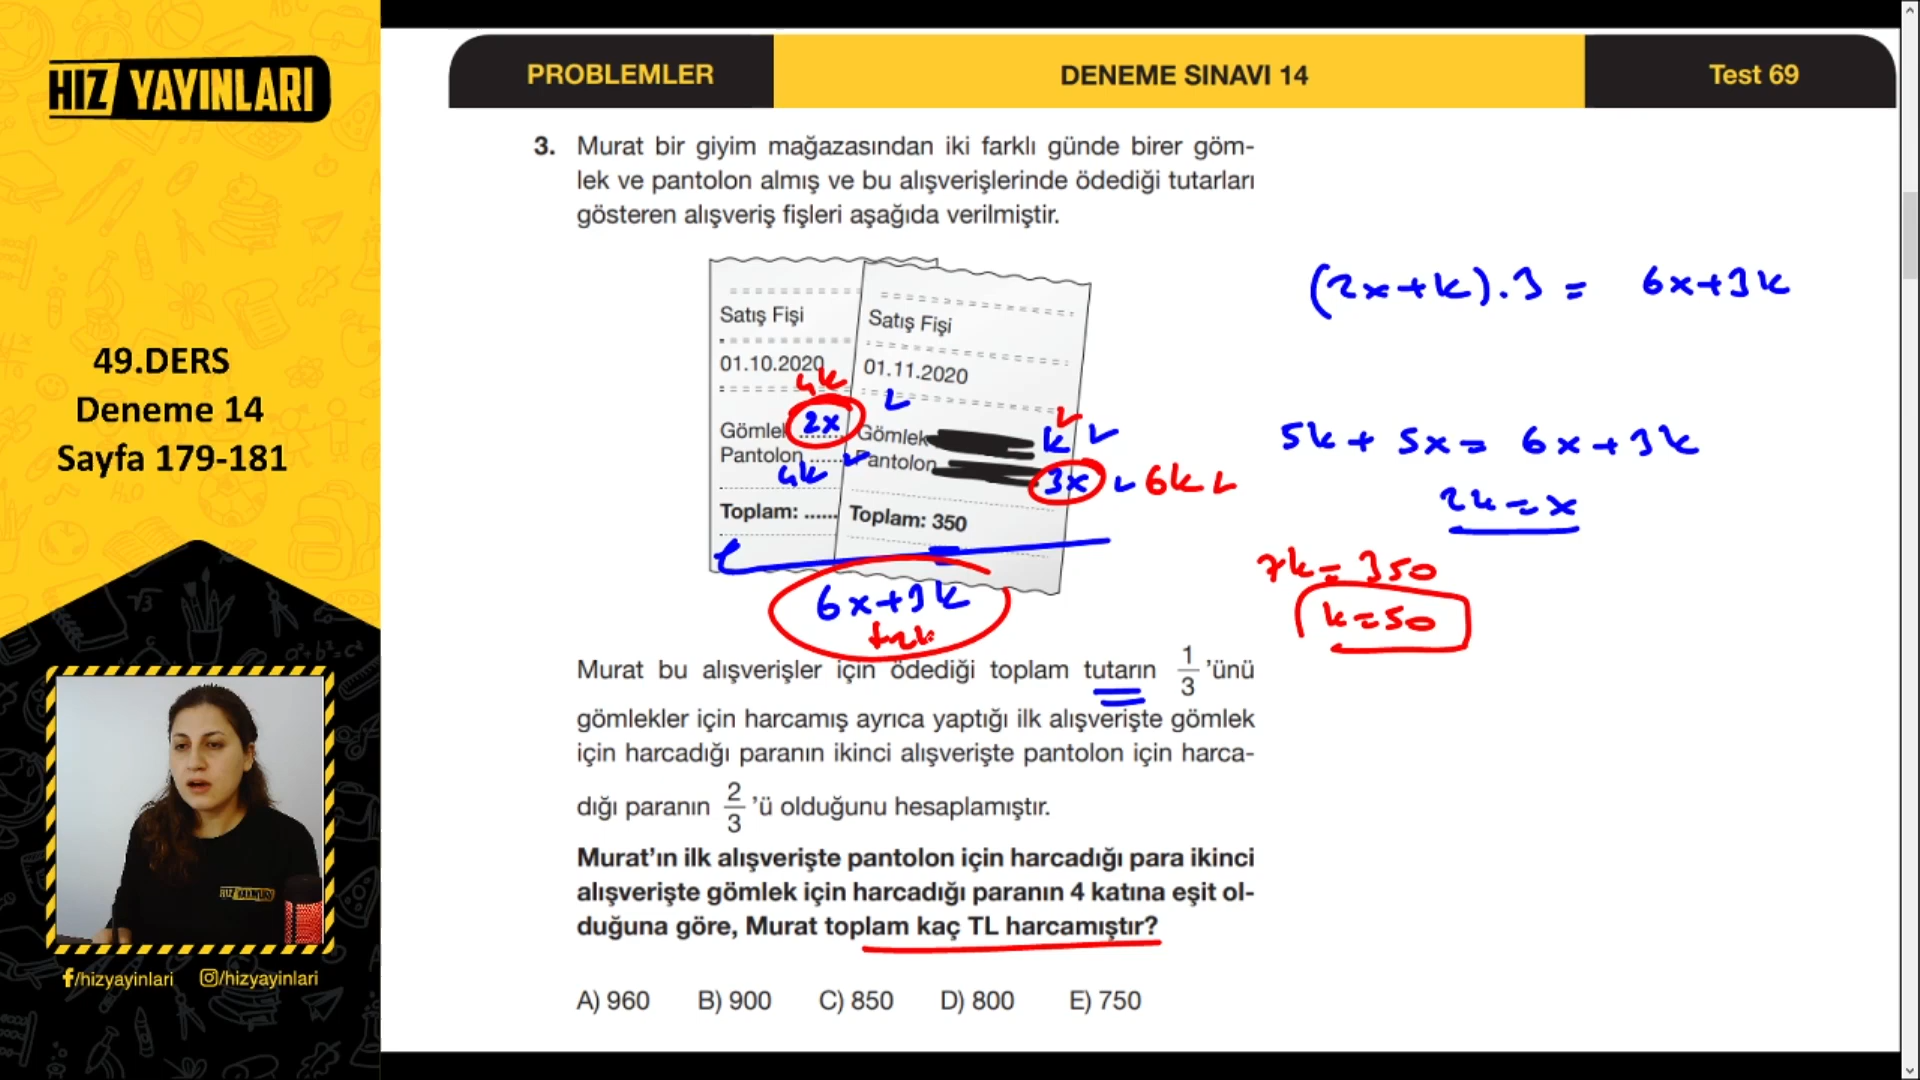 HIZ YAYINLARI
49.DERS
Deneme 14
Sayfa 179-181
HIZ YAYINLARI
/hizyayinlari
/hizyayinlari
PROBLEMLER
DENEME SINAVI 14
Test 69
3. Murat bir giyim mağazasından iki farklı günde birer göm-
lek ve pantolon almış ve bu alışverişlerinde ödediği tutarları
gösteren alışveriş fişleri aşağıda verilmiştir.
Satış Fişi
01.10.2020
4k
Gömlek 2x
Pantolon ......
4k
Toplam: ......
Satış Fişi
01.11.2020
Gömlek k
Pantolon 3x 6k
Toplam: 350
6x+3k
(2x+k).3 = 6x+3k
5k+5x= 6x+3k
2k=x
7k=350
k=50
Murat bu alışverişler için ödediği toplam tutarın 1/3 'ünü
gömlekler için harcamış ayrıca yaptığı ilk alışverişte gömlek
için harcadığı paranın ikinci alışverişte pantolon için harca-
dığı paranın 2/3 'ü olduğunu hesaplamıştır.
Murat'ın ilk alışverişte pantolon için harcadığı para ikinci
alışverişte gömlek için harcadığı paranın 4 katına eşit ol-
duğuna göre, Murat toplam kaç TL harcamıştır?
A) 960 B) 900 C) 850 D) 800 E) 750